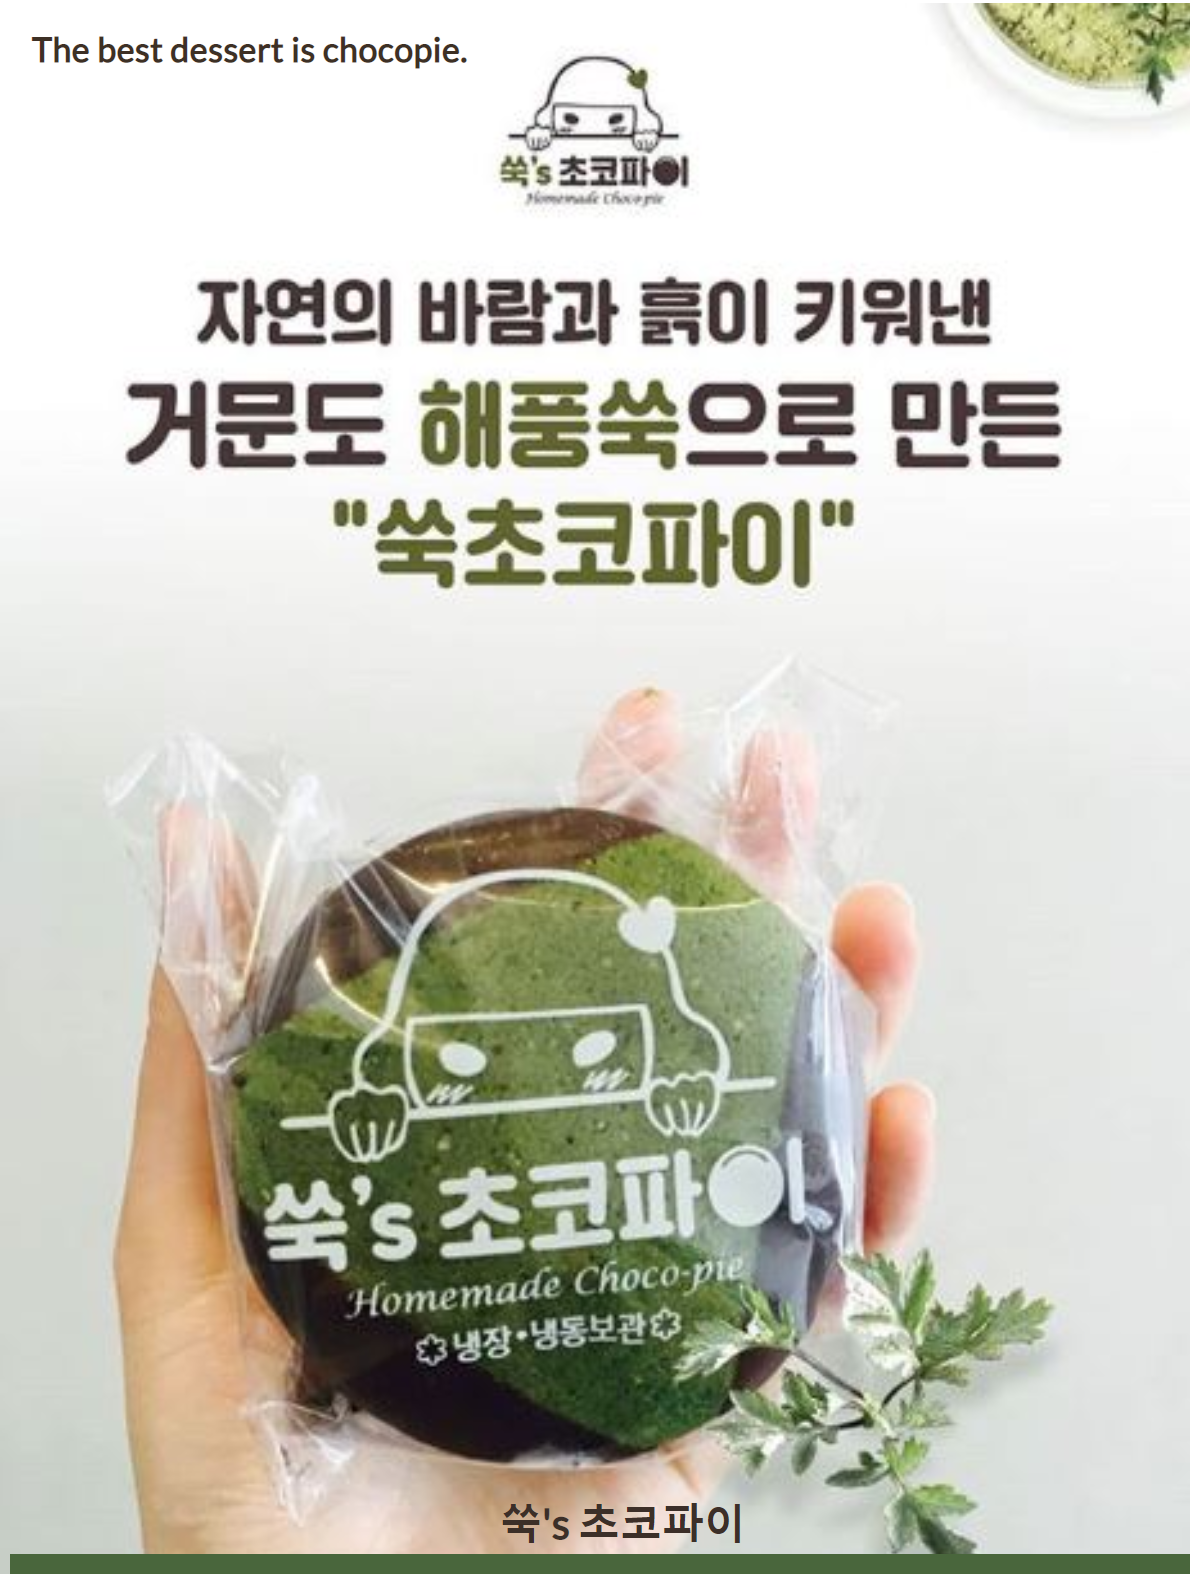 The best dessert is chocopie.
쑥's 초코파이
Homemade Choco pie
자연의 바람과 흙이 키워낸
거문도 해풍쑥으로 만든
"쑥초코파이"
쑥's 초코파이
Homemade Choco-pie
냉장•냉동보관
쑥's 초코파이